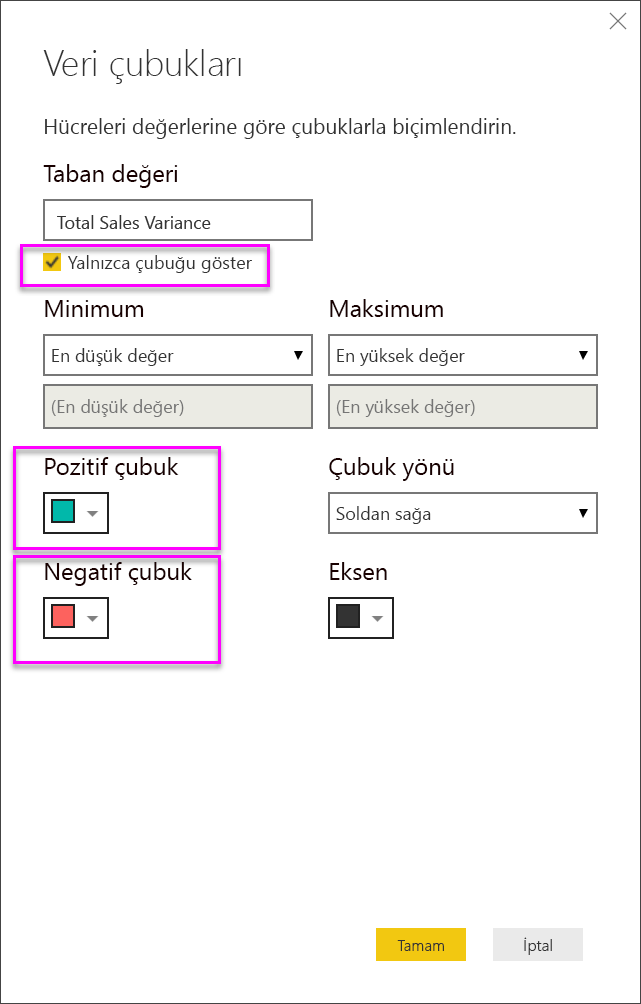 Veri çubukları
Hücreleri değerlerine göre çubuklarla biçimlendirin.
Taban değeri
Total Sales Variance
Yalnızca çubuğu göster
Minimum
Maksimum
En düşük değer
En yüksek değer
(En düşük değer)
(En yüksek değer)
Pozitif çubuk
Çubuk yönü
Soldan sağa
Negatif çubuk
Eksen
Tamam
İptal